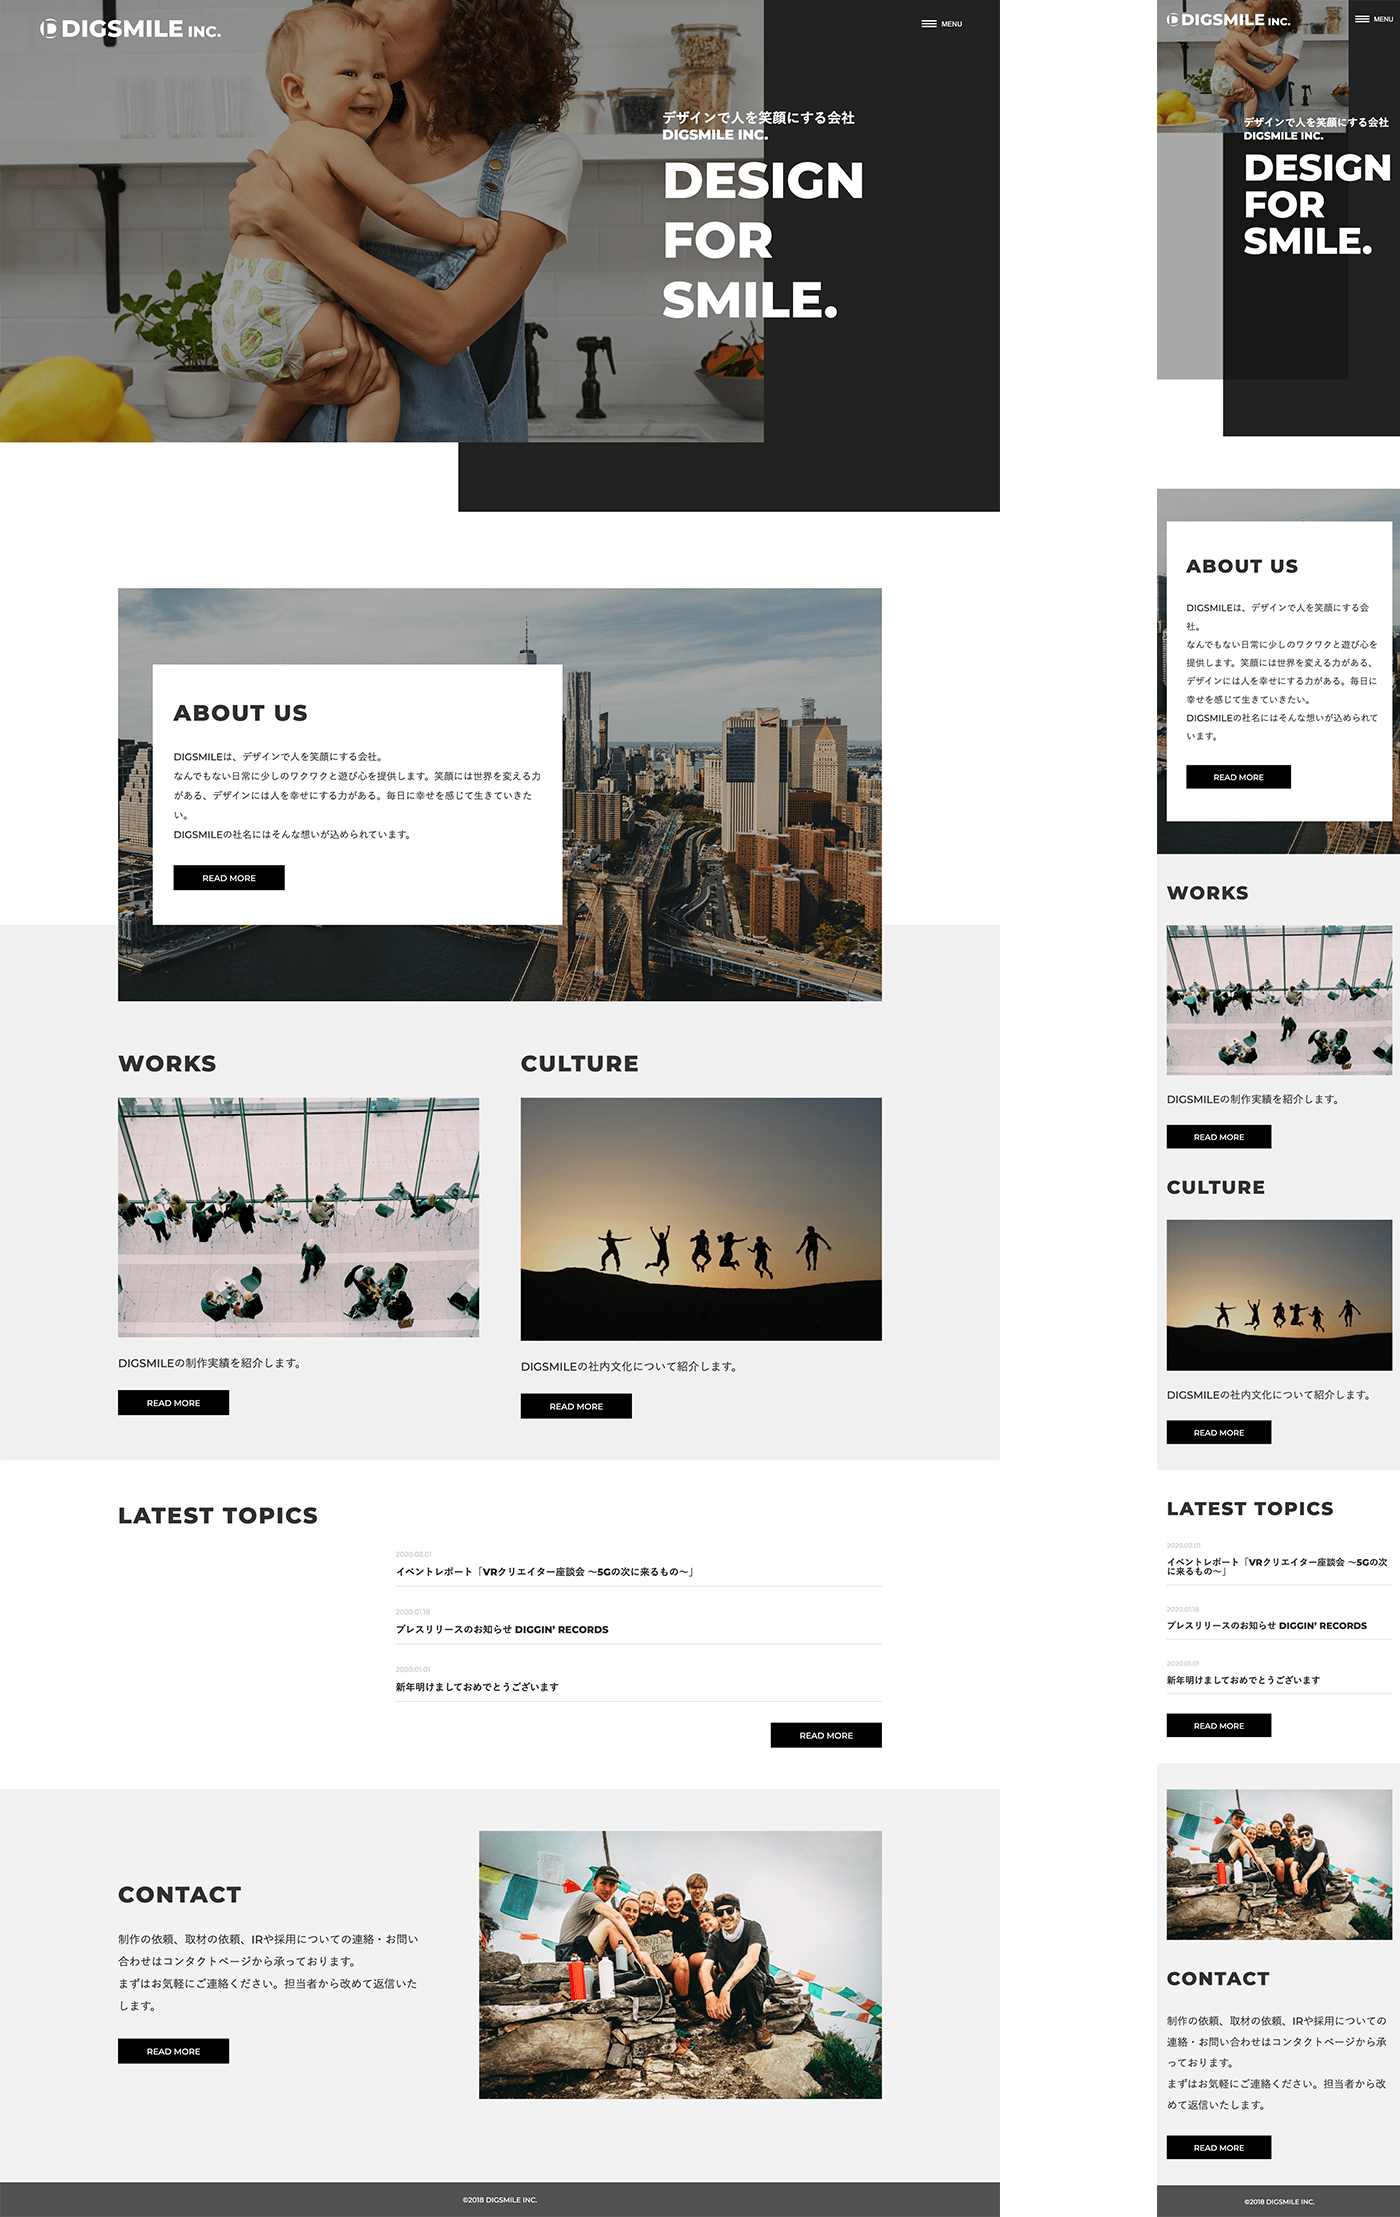 DIGSMILE INC.
MENU
デザインで人を笑顔にする会社
DIGSMILE INC.
DESIGN
FOR
SMILE.
ABOUT US
DIGSMILEは、デザインで人を笑顔にする会社。
なんでもない日常に少しのワクワクと遊び心を提供します。笑顔には世界を変える力
がある、デザインには人を幸せにする力がある。毎日に幸せを感じて生きていきた
い。
DIGSMILEの社名にはそんな想いが込められています。
READ MORE
WORKS
DIGSMILEの制作実績を紹介します。
READ MORE
CULTURE
DIGSMILEの社内文化について紹介します。
READ MORE
LATEST TOPICS
2020.02.01
イベントレポート「VRクリエイター座談会 〜5Gの次に来るもの〜」
2020.01.18
プレスリリースのお知らせ DIGGIN’ RECORDS
2020.01.01
新年明けましておめでとうございます
READ MORE
CONTACT
制作の依頼、取材の依頼、IRや採用についての連絡・お問い
合わせはコンタクトページから承っております。
まずはお気軽にご連絡ください。担当者から改めて返信いた
します。
READ MORE
©2018 DIGSMILE INC.
DIGSMILE INC.
MENU
デザインで人を笑顔にする会社
DIGSMILE INC.
DESIGN
FOR
SMILE.
ABOUT US
DIGSMILEは、デザインで人を笑顔にする会
社。
なんでもない日常に少しのワクワクと遊び心を
提供します。笑顔には世界を変える力がある、
デザインには人を幸せにする力がある。毎日に
幸せを感じて生きていきたい。
DIGSMILEの社名にはそんな想いが込められて
います。
READ MORE
WORKS
DIGSMILEの制作実績を紹介します。
READ MORE
CULTURE
DIGSMILEの社内文化について紹介します。
READ MORE
LATEST TOPICS
2020.02.01
イベントレポート「VRクリエイター座談会 〜5Gの次
に来るもの〜」
2020.01.18
プレスリリースのお知らせ DIGGIN’ RECORDS
2020.01.01
新年明けましておめでとうございます
READ MORE
CONTACT
制作の依頼、取材の依頼、IRや採用についての
連絡・お問い合わせはコンタクトページから承
っております。
まずはお気軽にご連絡ください。担当者から改
めて返信いたします。
READ MORE
©2018 DIGSMILE INC.